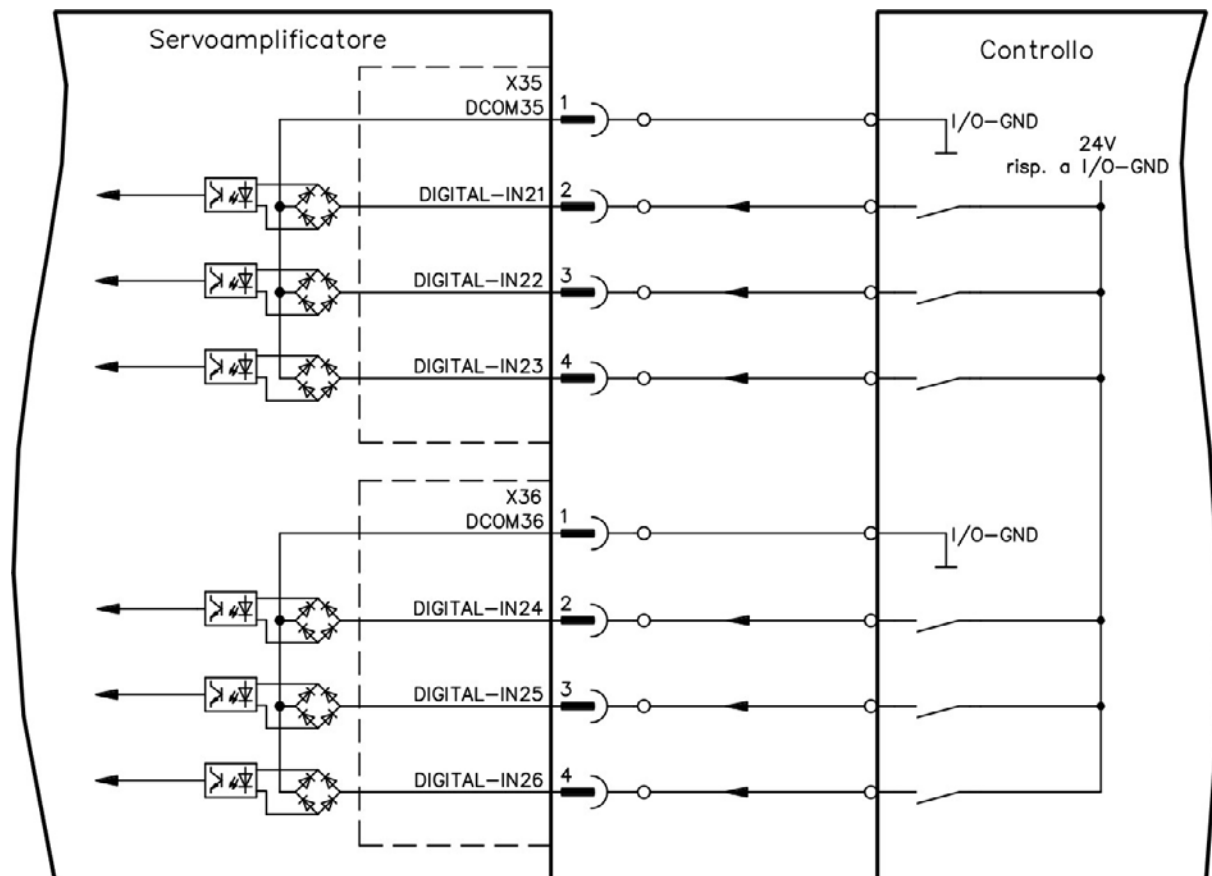 Servoamplificatore
Controllo
X35
DCOM35
1
I/O-GND
24V
risp. a I/O-GND
DIGITAL-IN21
2
DIGITAL-IN22
3
DIGITAL-IN23
4
X36
DCOM36
1
I/O-GND
DIGITAL-IN24
2
DIGITAL-IN25
3
DIGITAL-IN26
4